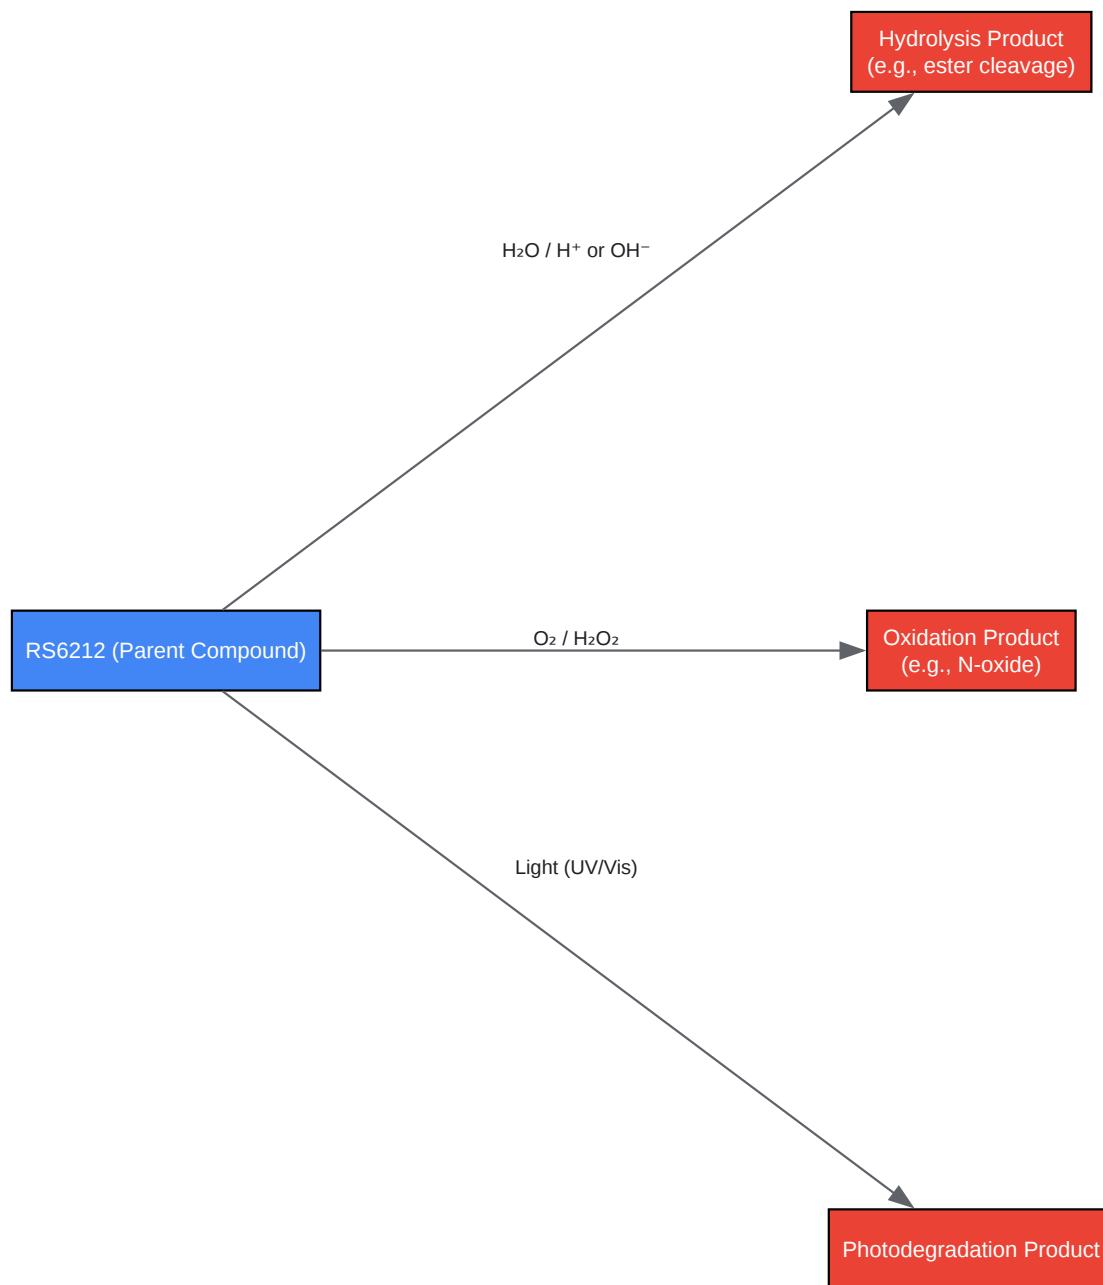 Hydrolysis Product
(e.g., ester cleavage)
H₂O / H⁺ or OH⁻
RS6212 (Parent Compound)
O₂ / H₂O₂
Oxidation Product
(e.g., N-oxide)
Light (UV/Vis)
Photodegradation Product